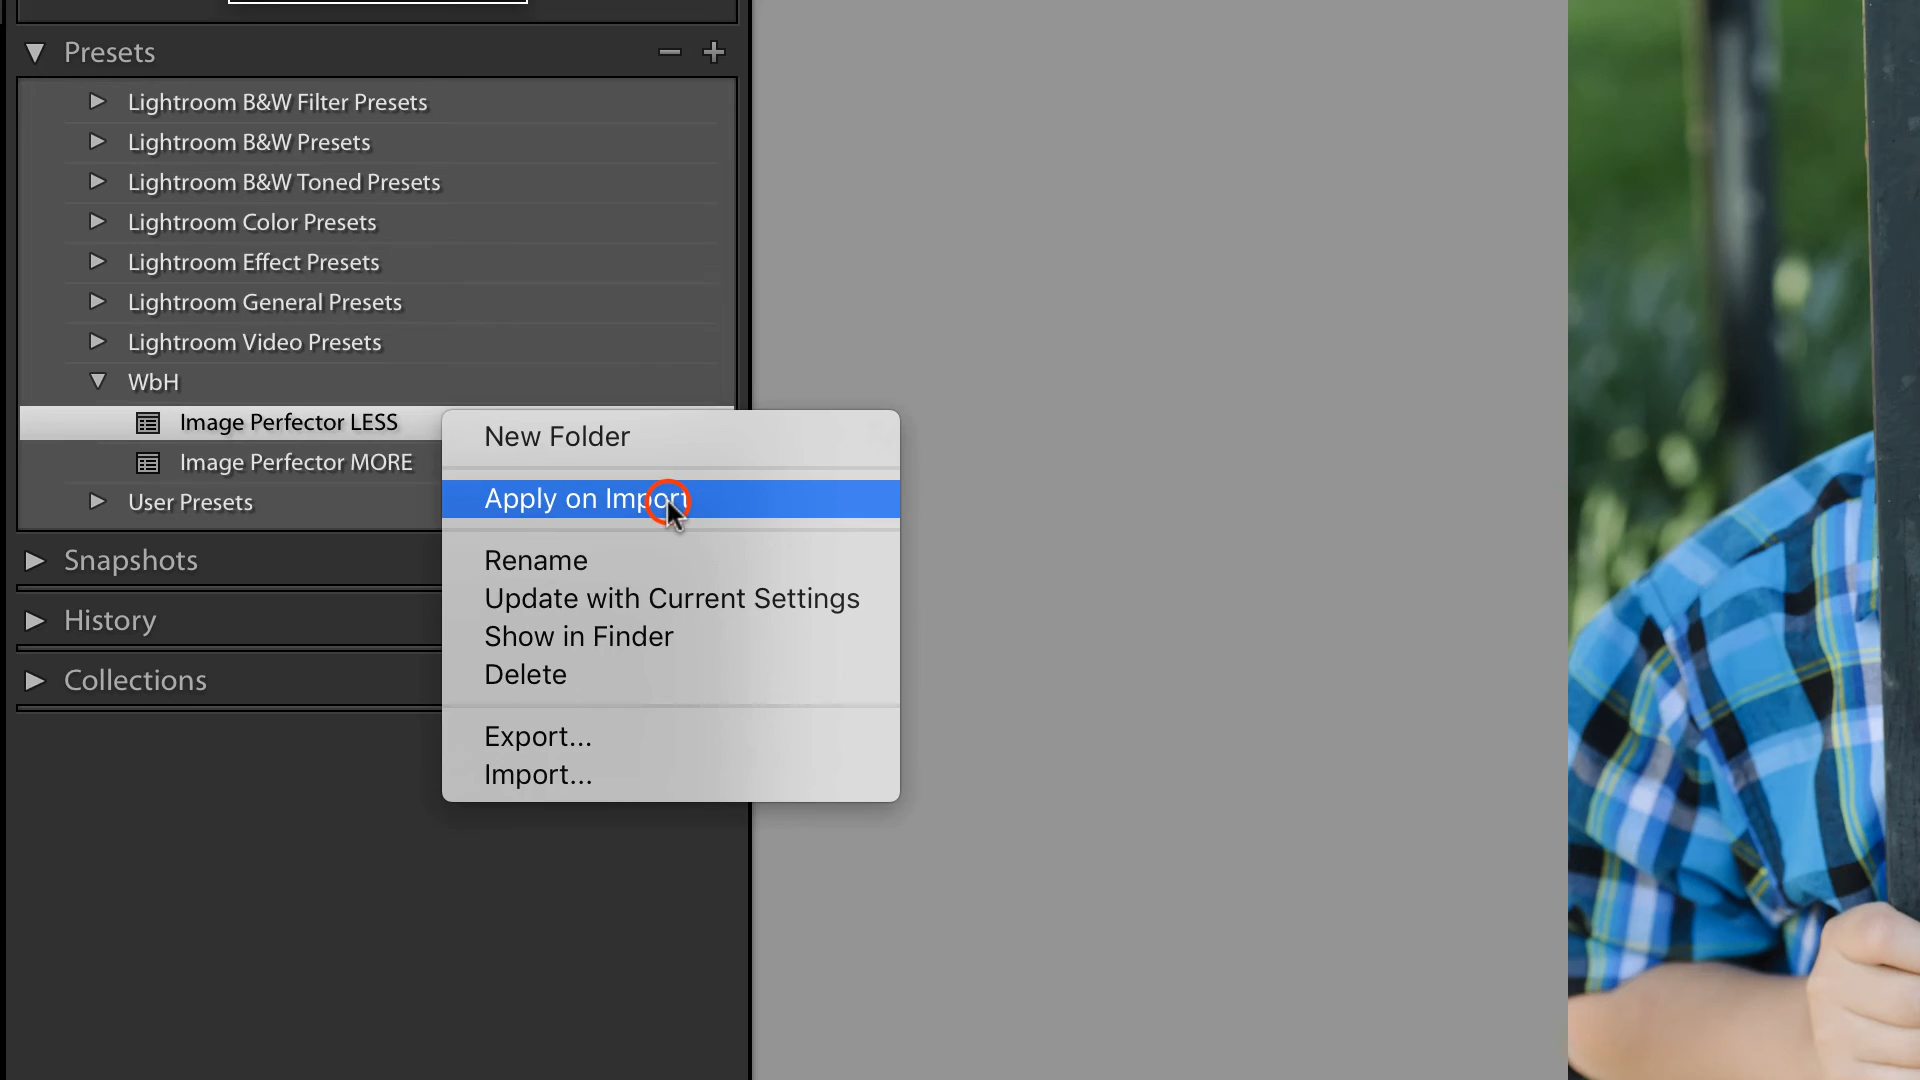 Presets
Lightroom B&W Filter Presets
Lightroom B&W Presets
Lightroom B&W Toned Presets
Lightroom Color Presets
Lightroom Effect Presets
Lightroom General Presets
Lightroom Video Presets
WbH
Image Perfector LESS
Image Perfector MORE
User Presets
Snapshots
History
Collections
New Folder
Apply on Import
Rename
Update with Current Settings
Show in Finder
Delete
Export...
Import...